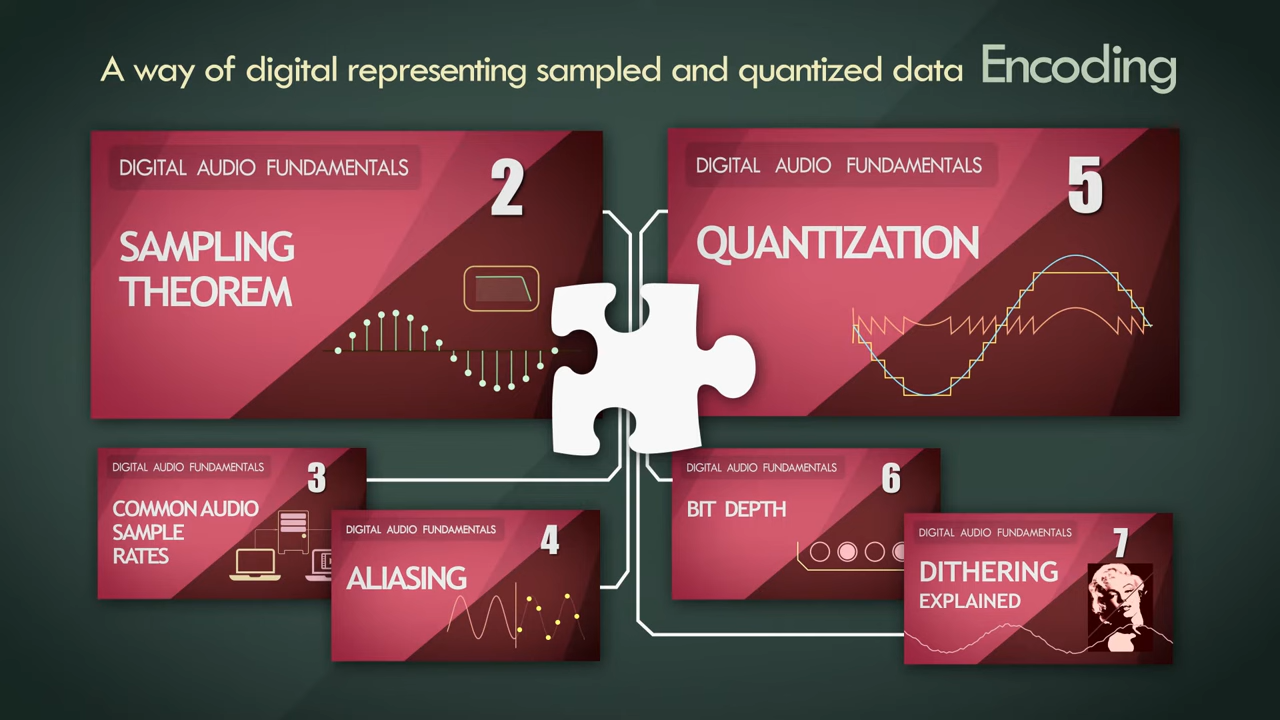 A way of digital representing sampled and quantized data Encoding
DIGITAL AUDIO FUNDAMENTALS
2
SAMPLING
THEOREM
DIGITAL AUDIO FUNDAMENTALS
5
QUANTIZATION
DIGITAL AUDIO FUNDAMENTALS
3
COMMON AUDIO
SAMPLE
RATES
DIGITAL AUDIO FUNDAMENTALS
4
ALIASING
DIGITAL AUDIO FUNDAMENTALS
6
BIT DEPTH
DIGITAL AUDIO FUNDAMENTALS
7
DITHERING
EXPLAINED